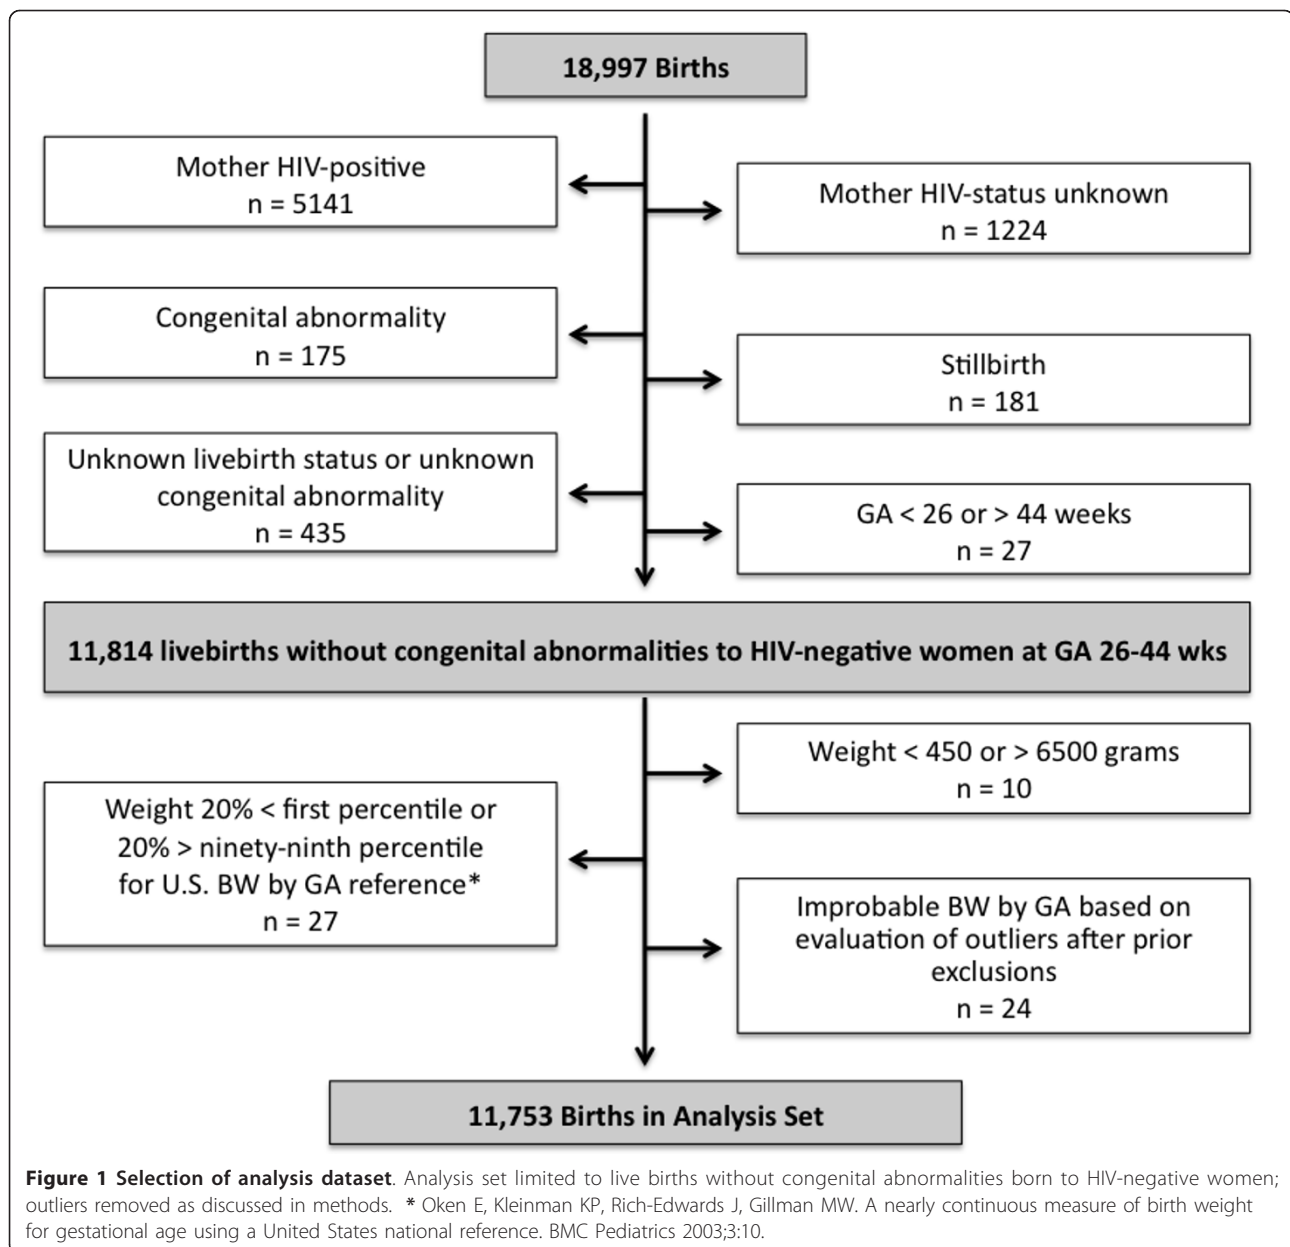 18,997 Births
Mother HIV-positive
n = 5141
Mother HIV-status unknown
n = 1224
Congenital abnormality
n = 175
Stillbirth
n = 181
Unknown livebirth status or unknown
congenital abnormality
n = 435
GA < 26 or > 44 weeks
n = 27
11,814 livebirths without congenital abnormalities to HIV-negative women at GA 26-44 wks
Weight < 450 or > 6500 grams
n = 10
Weight 20% < first percentile or
20% > ninety-ninth percentile
for U.S. BW by GA reference*
n = 27
Improbable BW by GA based on
evaluation of outliers after prior
exclusions
n = 24
11,753 Births in Analysis Set
Figure 1 Selection of analysis dataset. Analysis set limited to live births without congenital abnormalities born to HIV-negative women;
outliers removed as discussed in methods. * Oken E, Kleinman KP, Rich-Edwards J, Gillman MW. A nearly continuous measure of birth weight
for gestational age using a United States national reference. BMC Pediatrics 2003;3:10.